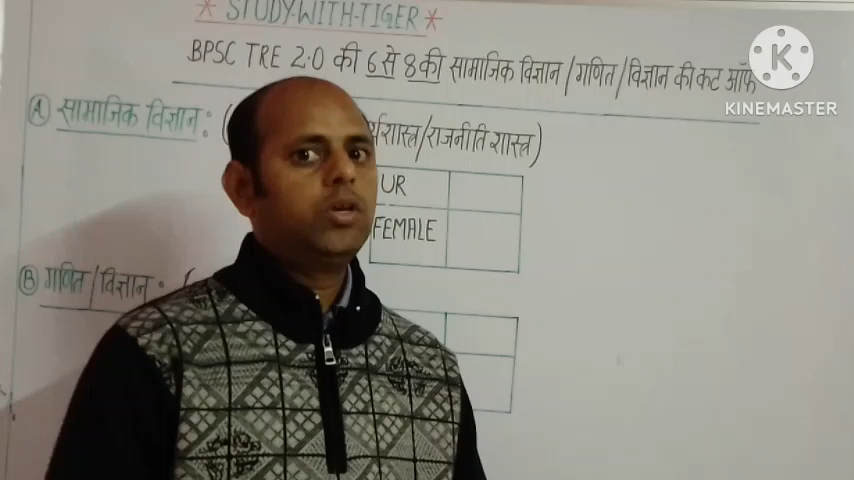 * STUDY-WITH-TIGER *
BPSC TRE 2.0 की 6 से 8 की सामाजिक विज्ञान / गणित / विज्ञान की कट ऑफ
KINEMASTER
A सामाजिक विज्ञान : ( /राजनीति शास्त्र)
UR
FEMALE
B गणित / विज्ञान : (